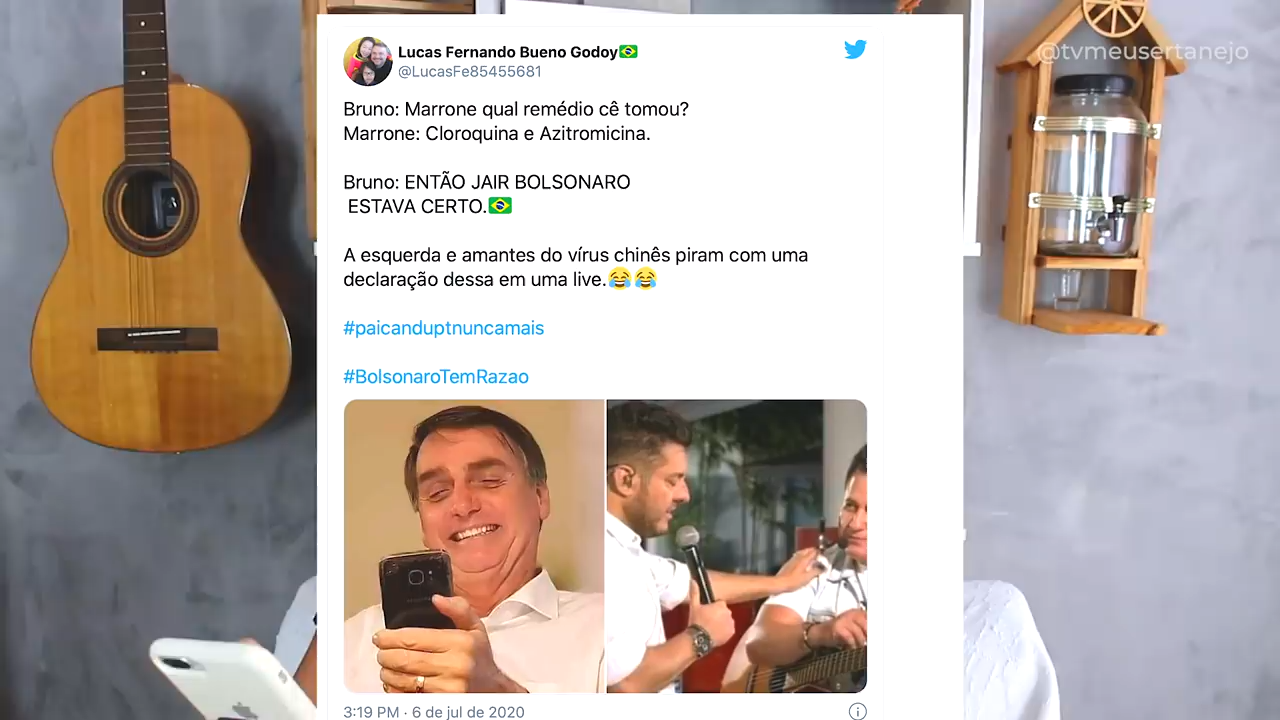 @tvmeusertanejo
Lucas Fernando Bueno Godoy🇧🇷
@LucasFe85455681
Bruno: Marrone qual remédio cê tomou?
Marrone: Cloroquina e Azitromicina.
Bruno: ENTÃO JAIR BOLSONARO
ESTAVA CERTO.🇧🇷
A esquerda e amantes do vírus chinês piram com uma
declaração dessa em uma live.😂😂
#paicanduptnuncamais
#BolsonaroTemRazao
3:19 PM · 6 de jul de 2020